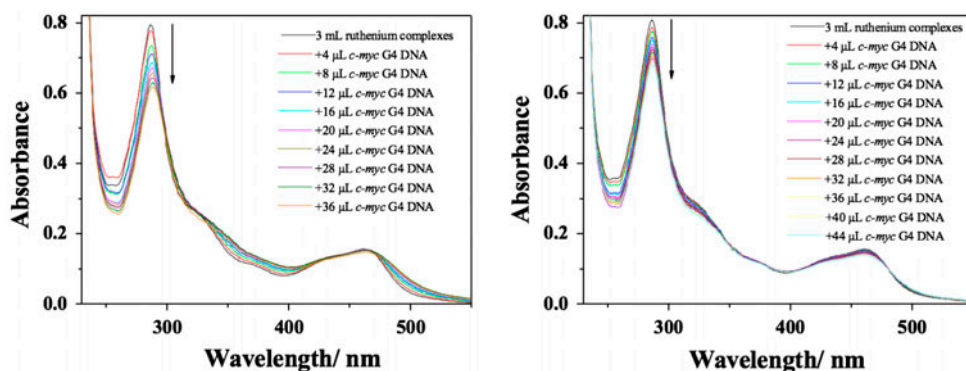 0.8
0.6
0.4
0.2
0.0
Absorbance
3 mL ruthenium complexes
+4 μL c-myc G4 DNA
+8 μL c-myc G4 DNA
+12 μL c-myc G4 DNA
+16 μL c-myc G4 DNA
+20 μL c-myc G4 DNA
+24 μL c-myc G4 DNA
+28 μL c-myc G4 DNA
+32 μL c-myc G4 DNA
+36 μL c-myc G4 DNA
300
400
500
Wavelength/ nm
0.8
0.6
0.4
0.2
0.0
Absorbance
3 mL ruthenium complexes
+4 μL c-myc G4 DNA
+8 μL c-myc G4 DNA
+12 μL c-myc G4 DNA
+16 μL c-myc G4 DNA
+20 μL c-myc G4 DNA
+24 μL c-myc G4 DNA
+28 μL c-myc G4 DNA
+32 μL c-myc G4 DNA
+36 μL c-myc G4 DNA
+40 μL c-myc G4 DNA
+44 μL c-myc G4 DNA
300
400
500
Wavelength/ nm